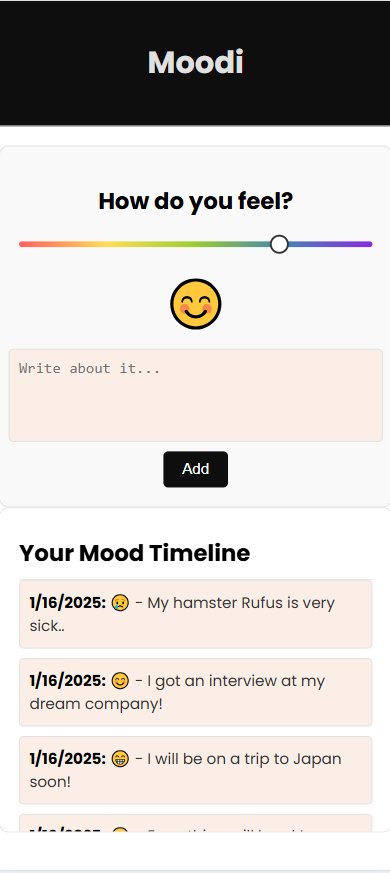 Moodi
How do you feel?
Write about it...
Add
Your Mood Timeline
1/16/2025: 😢 - My hamster Rufus is very
sick..
1/16/2025: 😊 - I got an interview at my
dream company!
1/16/2025: 😁 - I will be on a trip to Japan
soon!